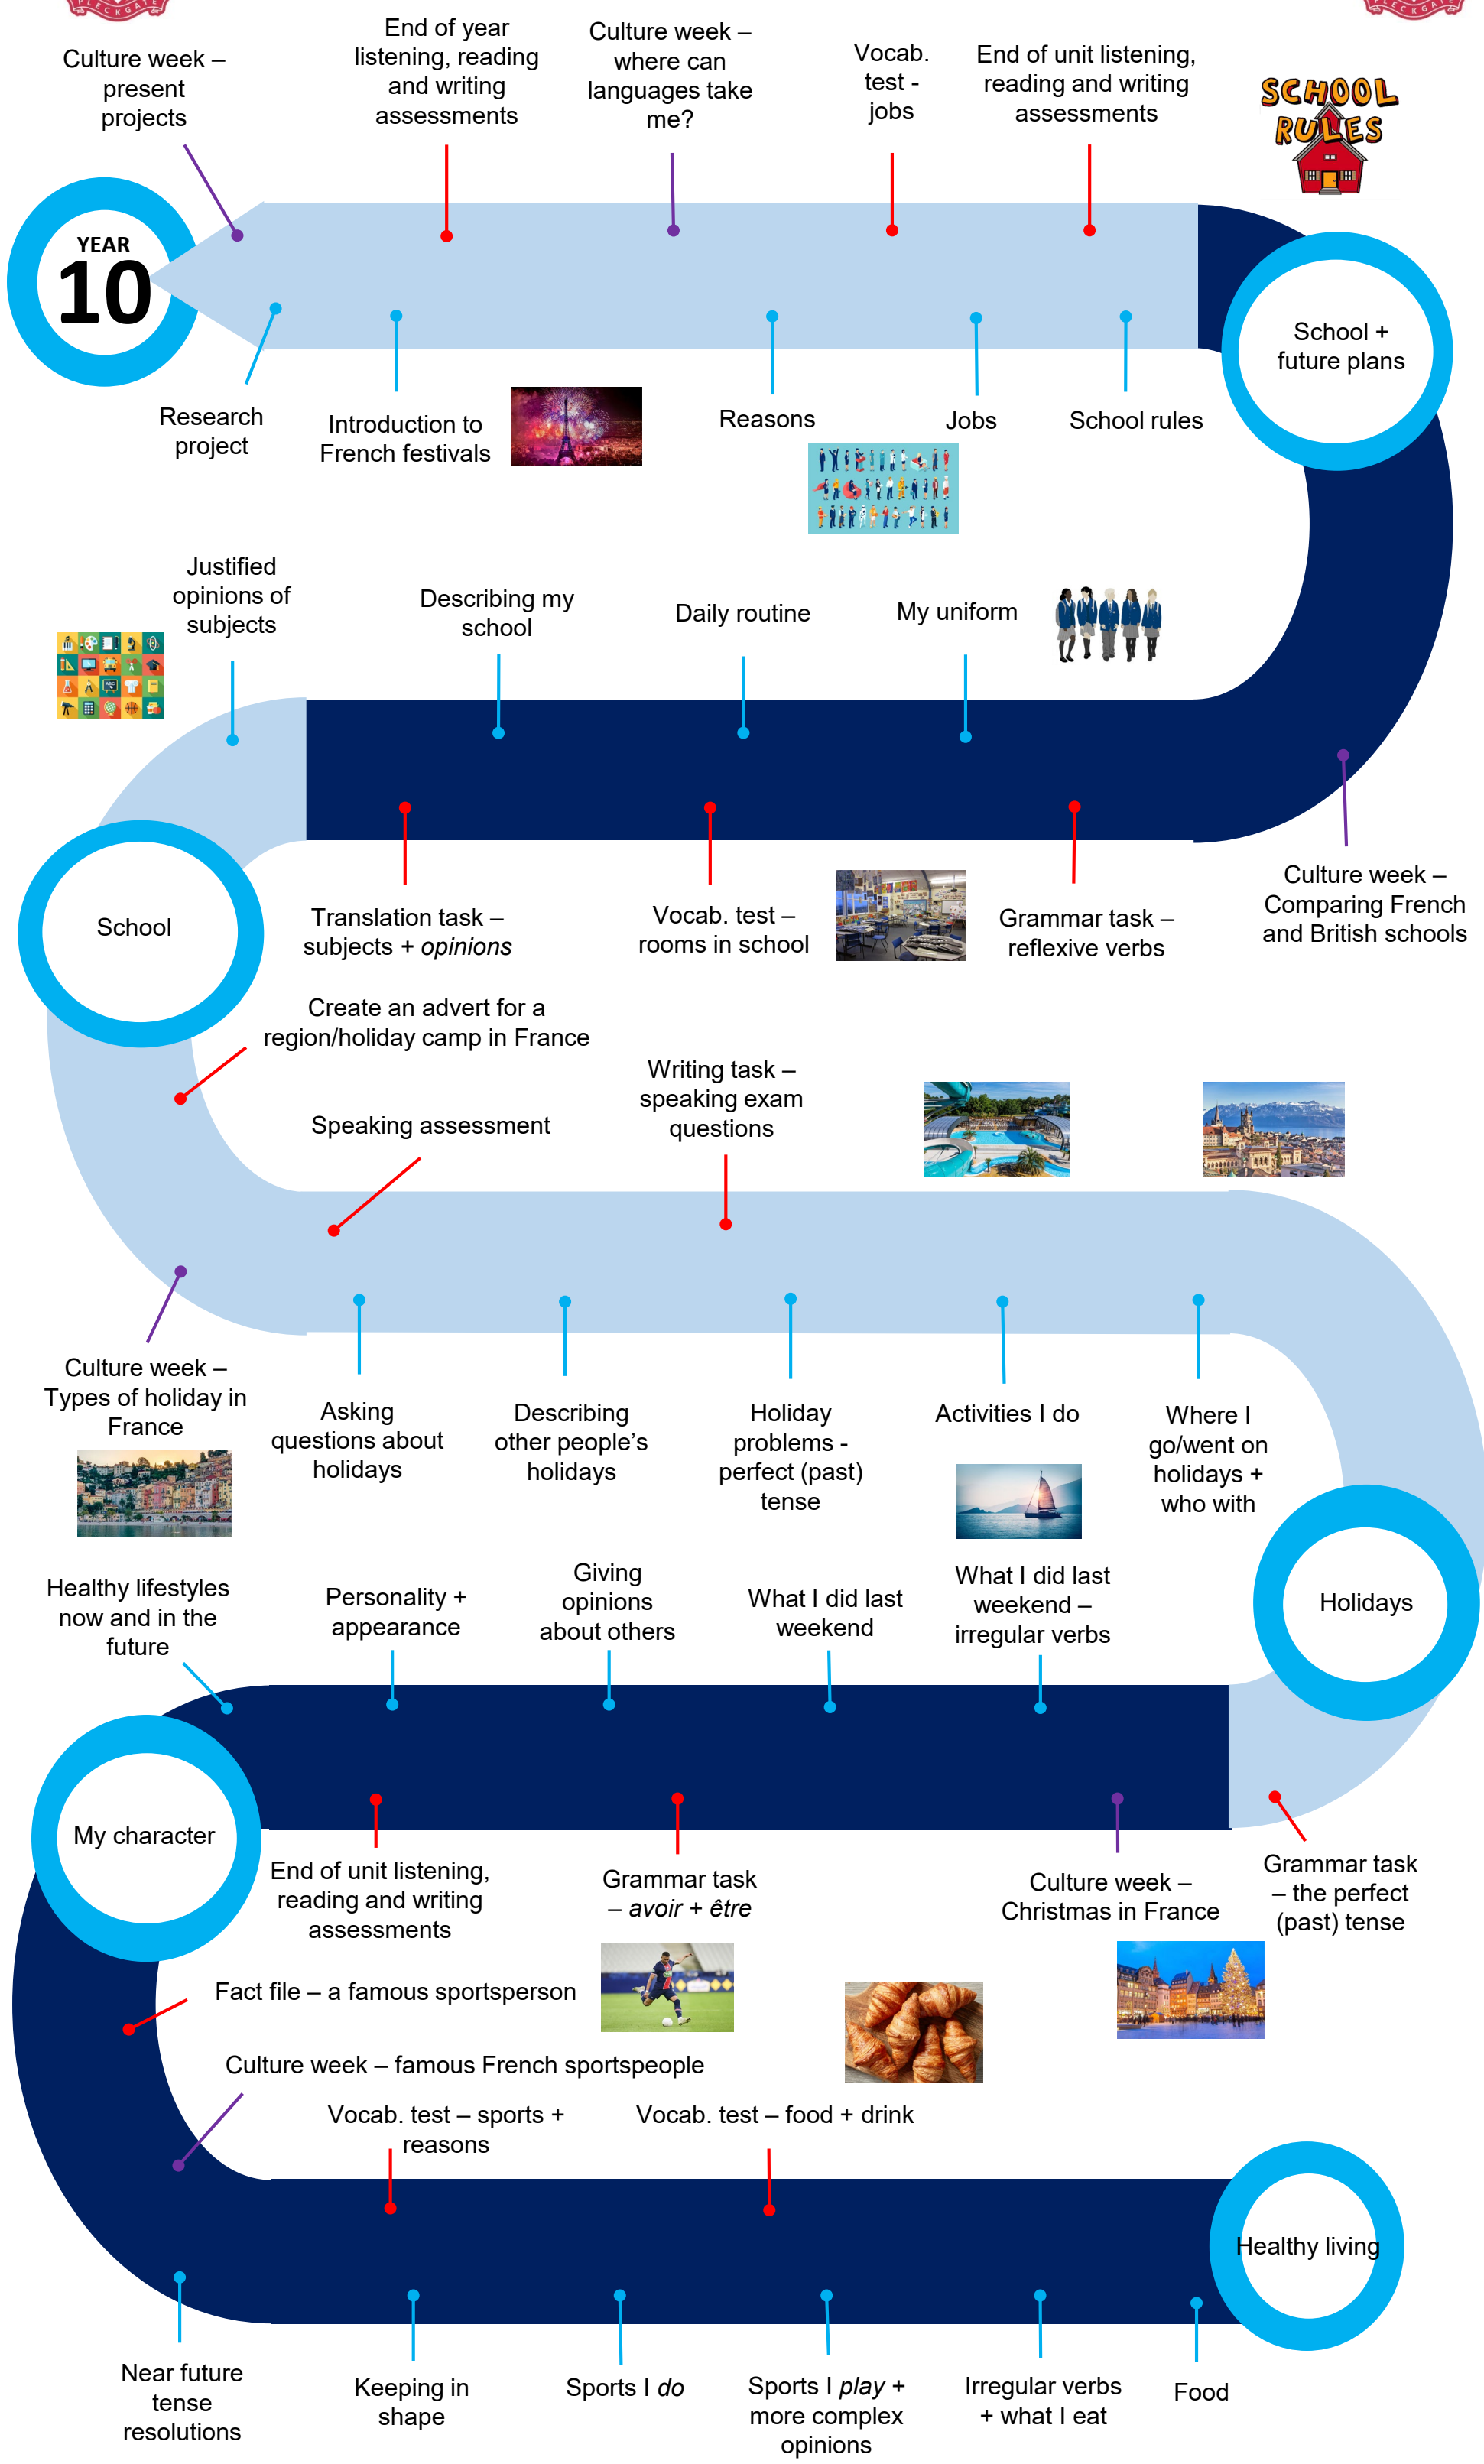 PLECKGATE
PLECKGATE
Culture week –
present
projects
End of year
listening, reading
and writing
assessments
Culture week –
where can
languages take
me?
Vocab.
test -
jobs
End of unit listening,
reading and writing
assessments
SCHOOL
RULES
YEAR
10
School +
future plans
Research
project
Introduction to
French festivals
Reasons
Jobs
School rules
Justified
opinions of
subjects
Describing my
school
Daily routine
My uniform
School
Translation task –
subjects + opinions
Vocab. test –
rooms in school
Grammar task –
reflexive verbs
Culture week –
Comparing French
and British schools
Create an advert for a
region/holiday camp in France
Speaking assessment
Writing task –
speaking exam
questions
Culture week –
Types of holiday in
France
Asking
questions about
holidays
Describing
other people’s
holidays
Holiday
problems -
perfect (past)
tense
Activities I do
Where I
go/went on
holidays +
who with
Holidays
Healthy lifestyles
now and in the
future
Personality +
appearance
Giving
opinions
about others
What I did last
weekend
What I did last
weekend –
irregular verbs
My character
End of unit listening,
reading and writing
assessments
Grammar task
– avoir + être
Culture week –
Christmas in France
Grammar task
– the perfect
(past) tense
Fact file – a famous sportsperson
Culture week – famous French sportspeople
Vocab. test – sports +
reasons
Vocab. test – food + drink
Healthy living
Near future
tense
resolutions
Keeping in
shape
Sports I do
Sports I play +
more complex
opinions
Irregular verbs
+ what I eat
Food